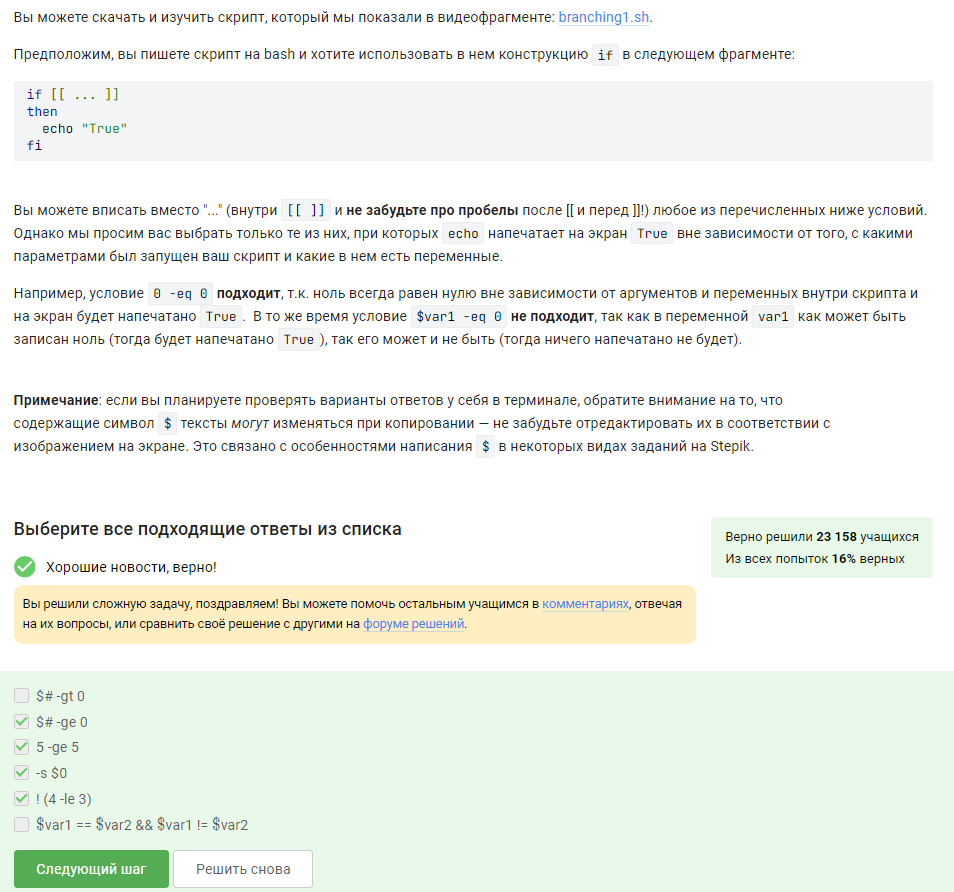 Вы можете скачать и изучить скрипт, который мы показали в видеофрагменте: branching1.sh.
Предположим, вы пишете скрипт на bash и хотите использовать в нем конструкцию if в следующем фрагменте:
if [[ ... ]]
then
  echo "True"
fi
Вы можете вписать вместо "..." (внутри [[ ]] и не забудьте про пробелы после [[ и перед ]]!) любое из перечисленных ниже условий.
Однако мы просим вас выбрать только те из них, при которых echo напечатает на экран True вне зависимости от того, с какими
параметрами был запущен ваш скрипт и какие в нем есть переменные.
Например, условие 0 -eq 0 подходит, т.к. ноль всегда равен нулю вне зависимости от аргументов и переменных внутри скрипта и
на экран будет напечатано True . В то же время условие $var1 -eq 0 не подходит, так как в переменной var1 как может быть
записан ноль (тогда будет напечатано True ), так его может и не быть (тогда ничего напечатано не будет).
Примечание: если вы планируете проверять варианты ответов у себя в терминале, обратите внимание на то, что
содержащие символ $ тексты могут изменяться при копировании — не забудьте отредактировать их в соответствии с
изображением на экране. Это связано с особенностями написания $ в некоторых видах заданий на Stepik.
Выберите все подходящие ответы из списка
Верно решили 23 158 учащихся
Из всех попыток 16% верных
Хорошие новости, верно!
Вы решили сложную задачу, поздравляем! Вы можете помочь остальным учащимся в комментариях, отвечая
на их вопросы, или сравнить своё решение с другими на форуме решений.
$# -gt 0
$# -ge 0
5 -ge 5
-s $0
! (4 -le 3)
$var1 == $var2 && $var1 != $var2
Следующий шаг
Решить снова